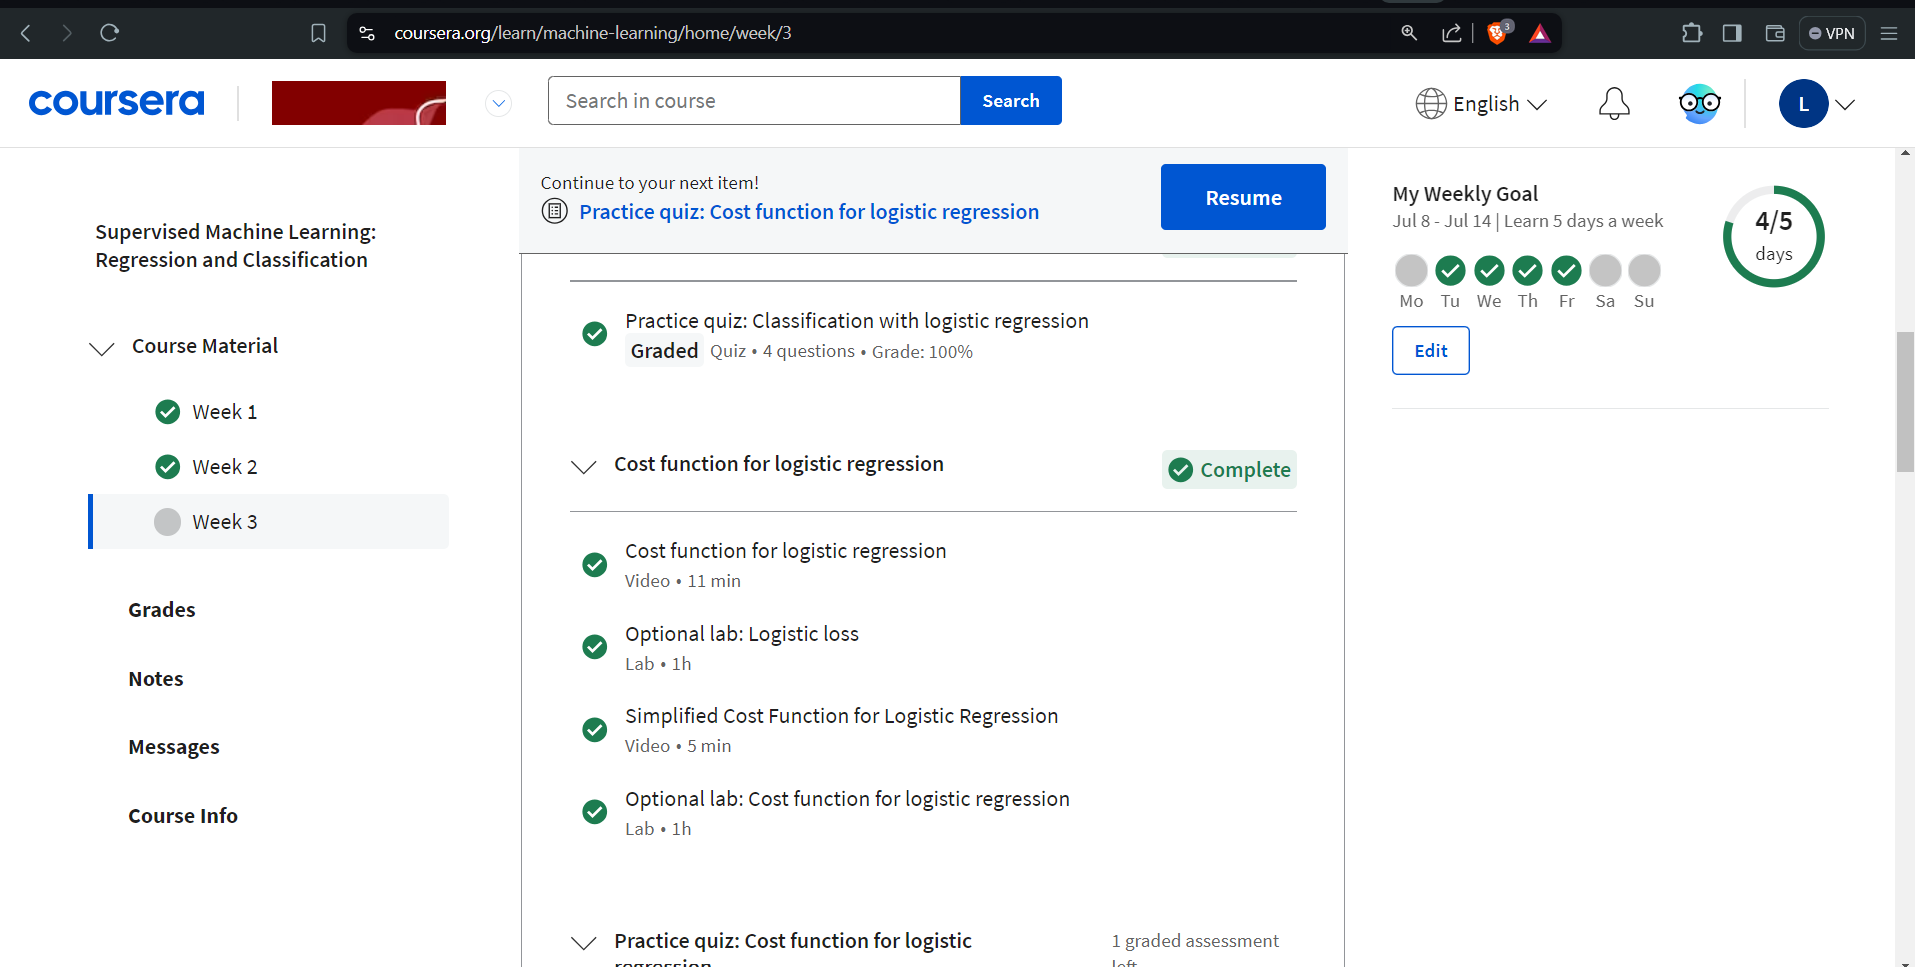 coursera.org/learn/machine-learning/home/week/3
3
VPN
coursera
Search in course
Search
English
L
Continue to your next item!
Practice quiz: Cost function for logistic regression
Resume
Supervised Machine Learning:
Regression and Classification
Course Material
Week 1
Week 2
Week 3
Grades
Notes
Messages
Course Info
Practice quiz: Classification with logistic regression
Graded Quiz • 4 questions • Grade: 100%
Cost function for logistic regression
Complete
Cost function for logistic regression
Video • 11 min
Optional lab: Logistic loss
Lab • 1h
Simplified Cost Function for Logistic Regression
Video • 5 min
Optional lab: Cost function for logistic regression
Lab • 1h
Practice quiz: Cost function for logistic
regression
1 graded assessment
left
My Weekly Goal
Jul 8 - Jul 14 | Learn 5 days a week
4/5
days
Mo Tu We Th Fr Sa Su
Edit